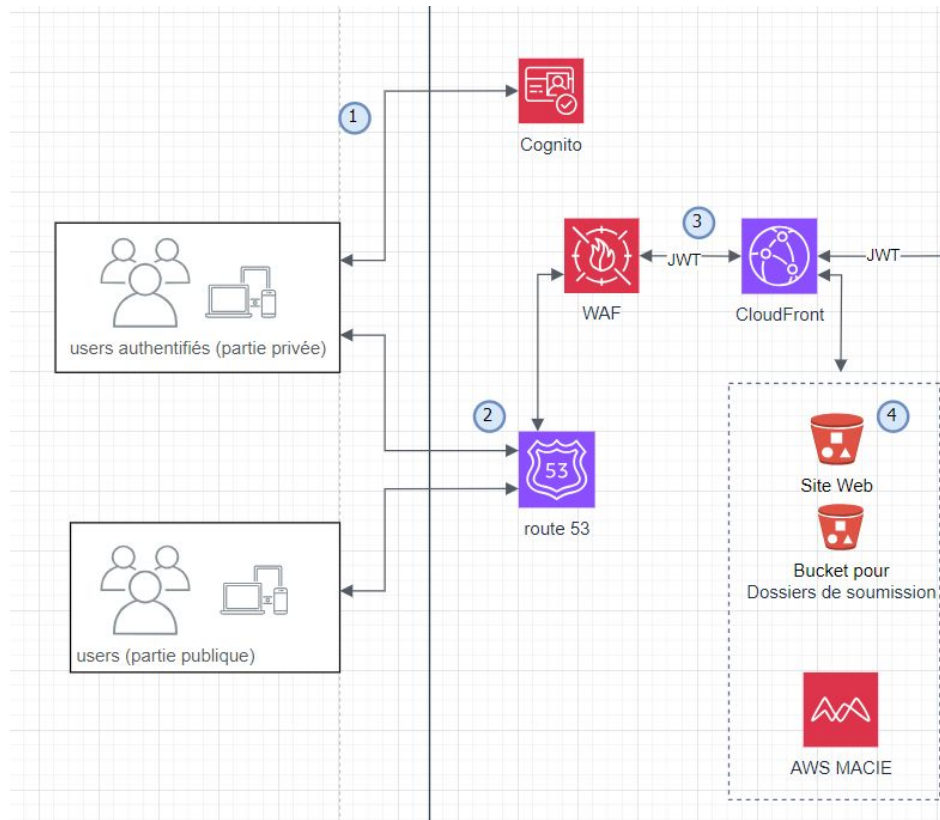 1
Cognito
3
JWT
JWT
WAF
CloudFront
users authentifiés (partie privée)
2
4
53
Site Web
route 53
Bucket pour
Dossiers de soumission
users (partie publique)
AWS MACIE